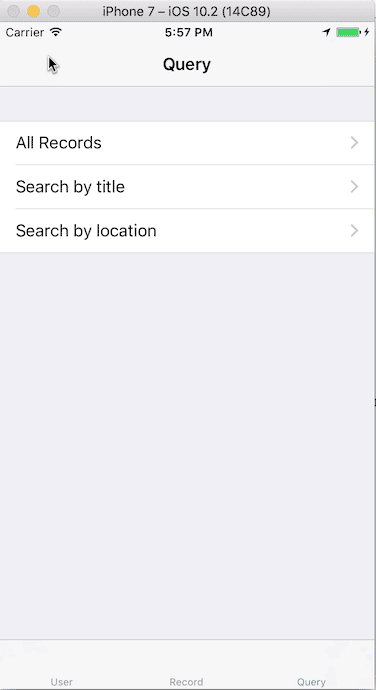 iPhone 7 – iOS 10.2 (14C89)
Carrier 5:57 PM
Query
All Records
Search by title
Search by location
User Record Query